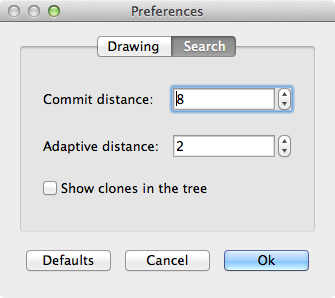 Preferences
Drawing Search
Commit distance: 8
Adaptive distance: 2
Show clones in the tree
Defaults Cancel Ok